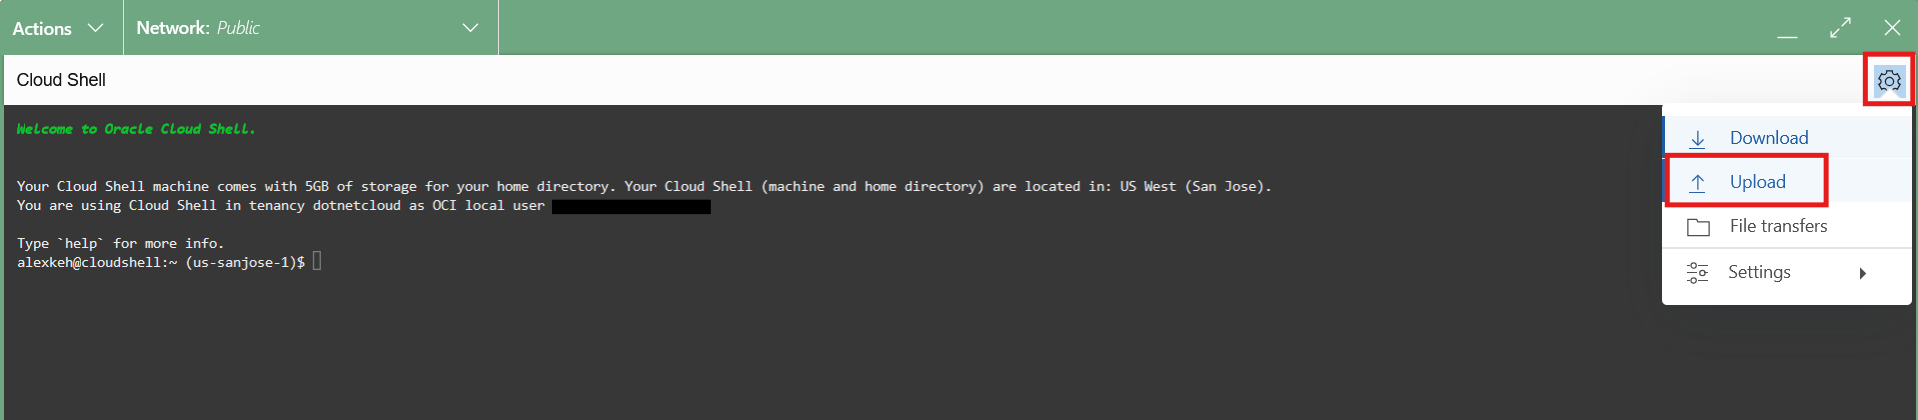 Actions
Network: Public
Cloud Shell
Welcome to Oracle Cloud Shell.
Your Cloud Shell machine comes with 5GB of storage for your home directory. Your Cloud Shell (machine and home directory) are located in: US West (San Jose).
You are using Cloud Shell in tenancy dotnetcloud as OCI local user
Type `help` for more info.
alexkeh@cloudshell:~ (us-sanjose-1)$
Download
Upload
File transfers
Settings